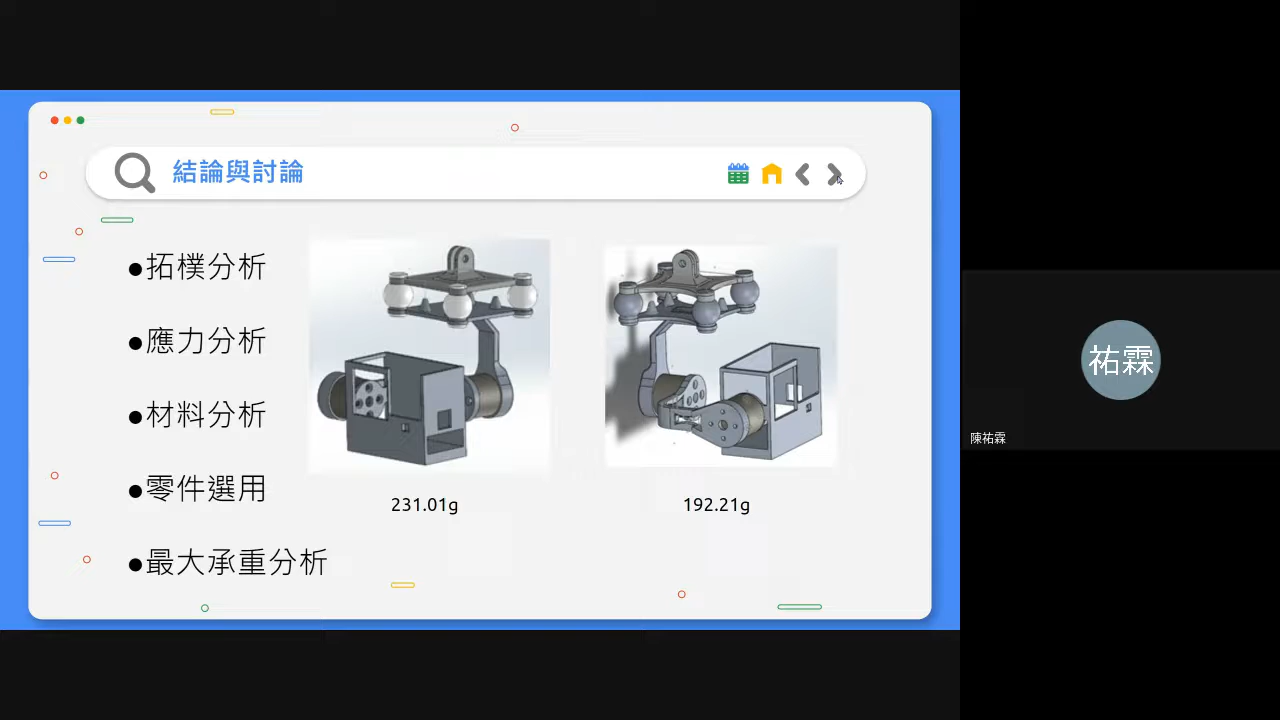 結論與討論
●拓樸分析
●應力分析
●材料分析
●零件選用
●最大承重分析
231.01g
192.21g
祐霖
陳祐霖